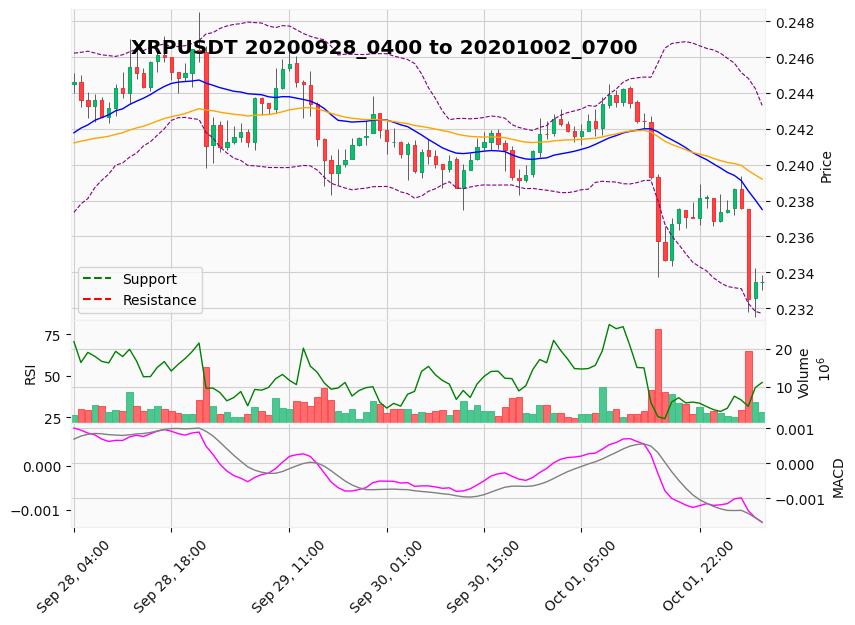 XRPUSDT 20200928_0400 to 20201002_0700
0.248
0.246
0.244
0.242
0.240
0.238
0.236
0.234
0.232
Price
Support
Resistance
75
50
25
RSI
20
10
Volume
10^6
0.000
−0.001
0.001
0.000
−0.001
MACD
Sep 28, 04:00
Sep 28, 18:00
Sep 29, 11:00
Sep 30, 01:00
Sep 30, 15:00
Oct 01, 05:00
Oct 01, 22:00